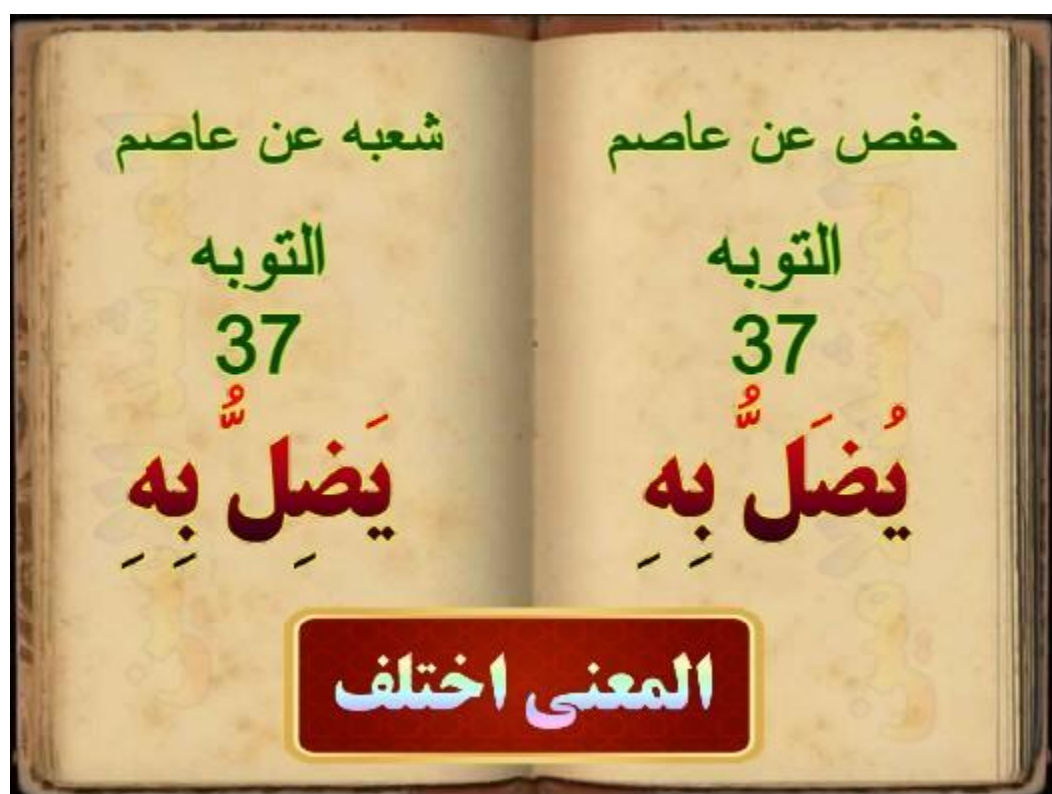 حفص عن عاصم
التوبه
37
يُضَلُّ بِهِ
شعبه عن عاصم
التوبه
37
يَضِلُّ بِهِ
المعنى اختلف